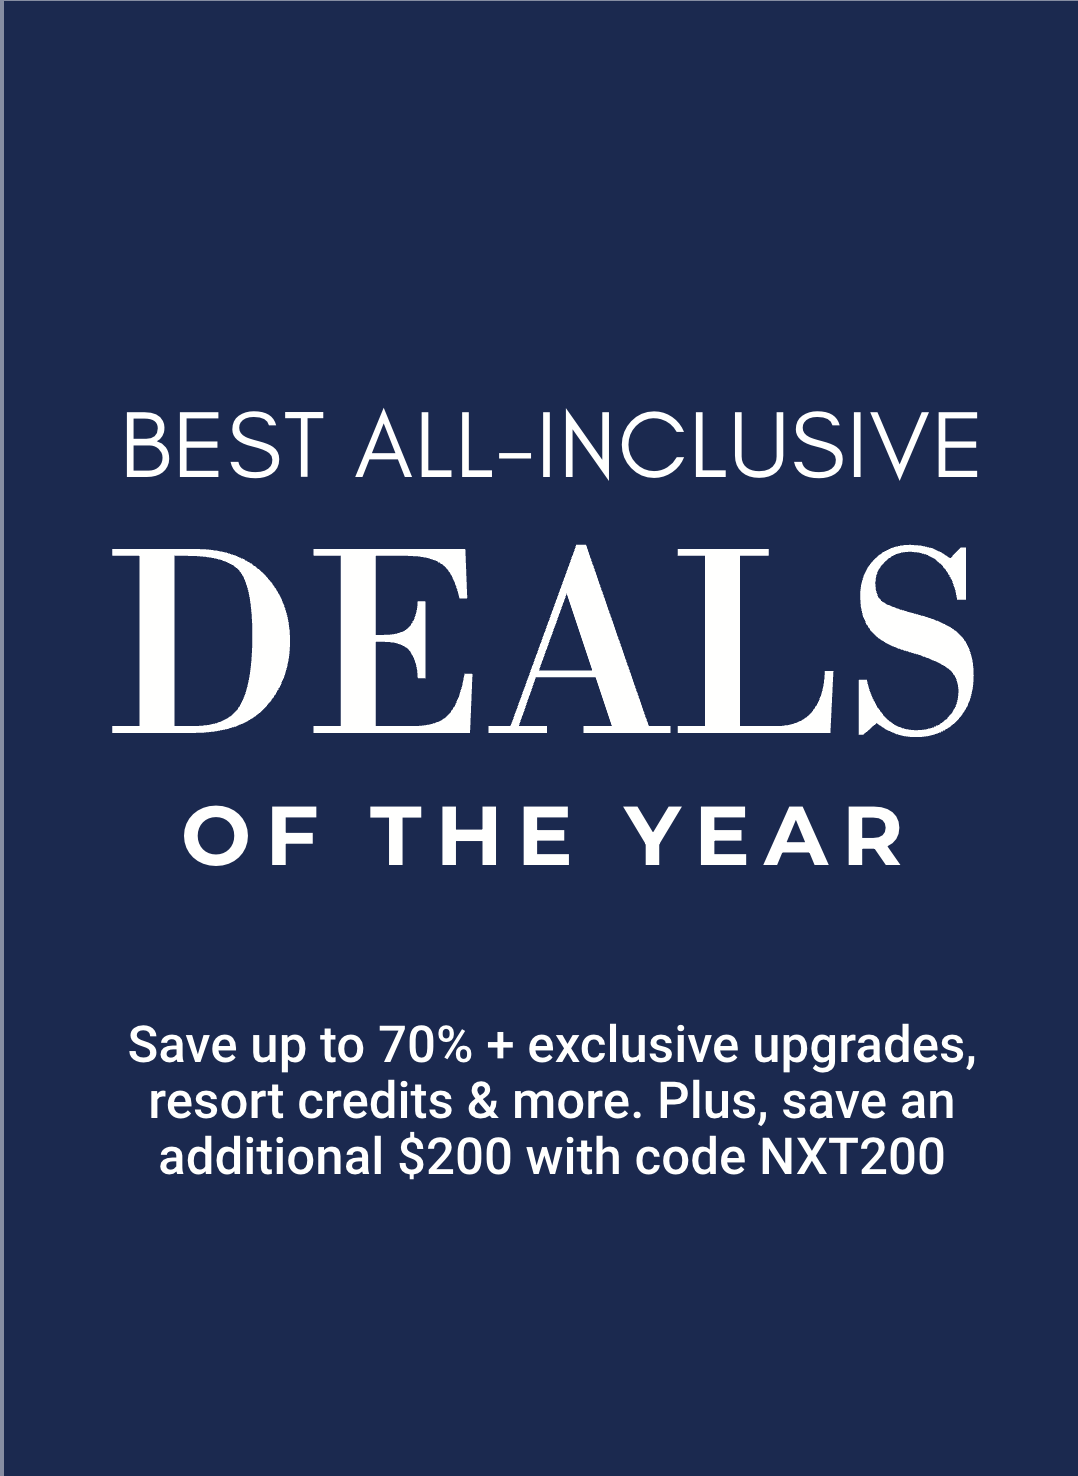 BEST ALL-INCLUSIVE
DEALS
OF THE YEAR
Save up to 70% + exclusive upgrades,
resort credits & more. Plus, save an
additional $200 with code NXT200